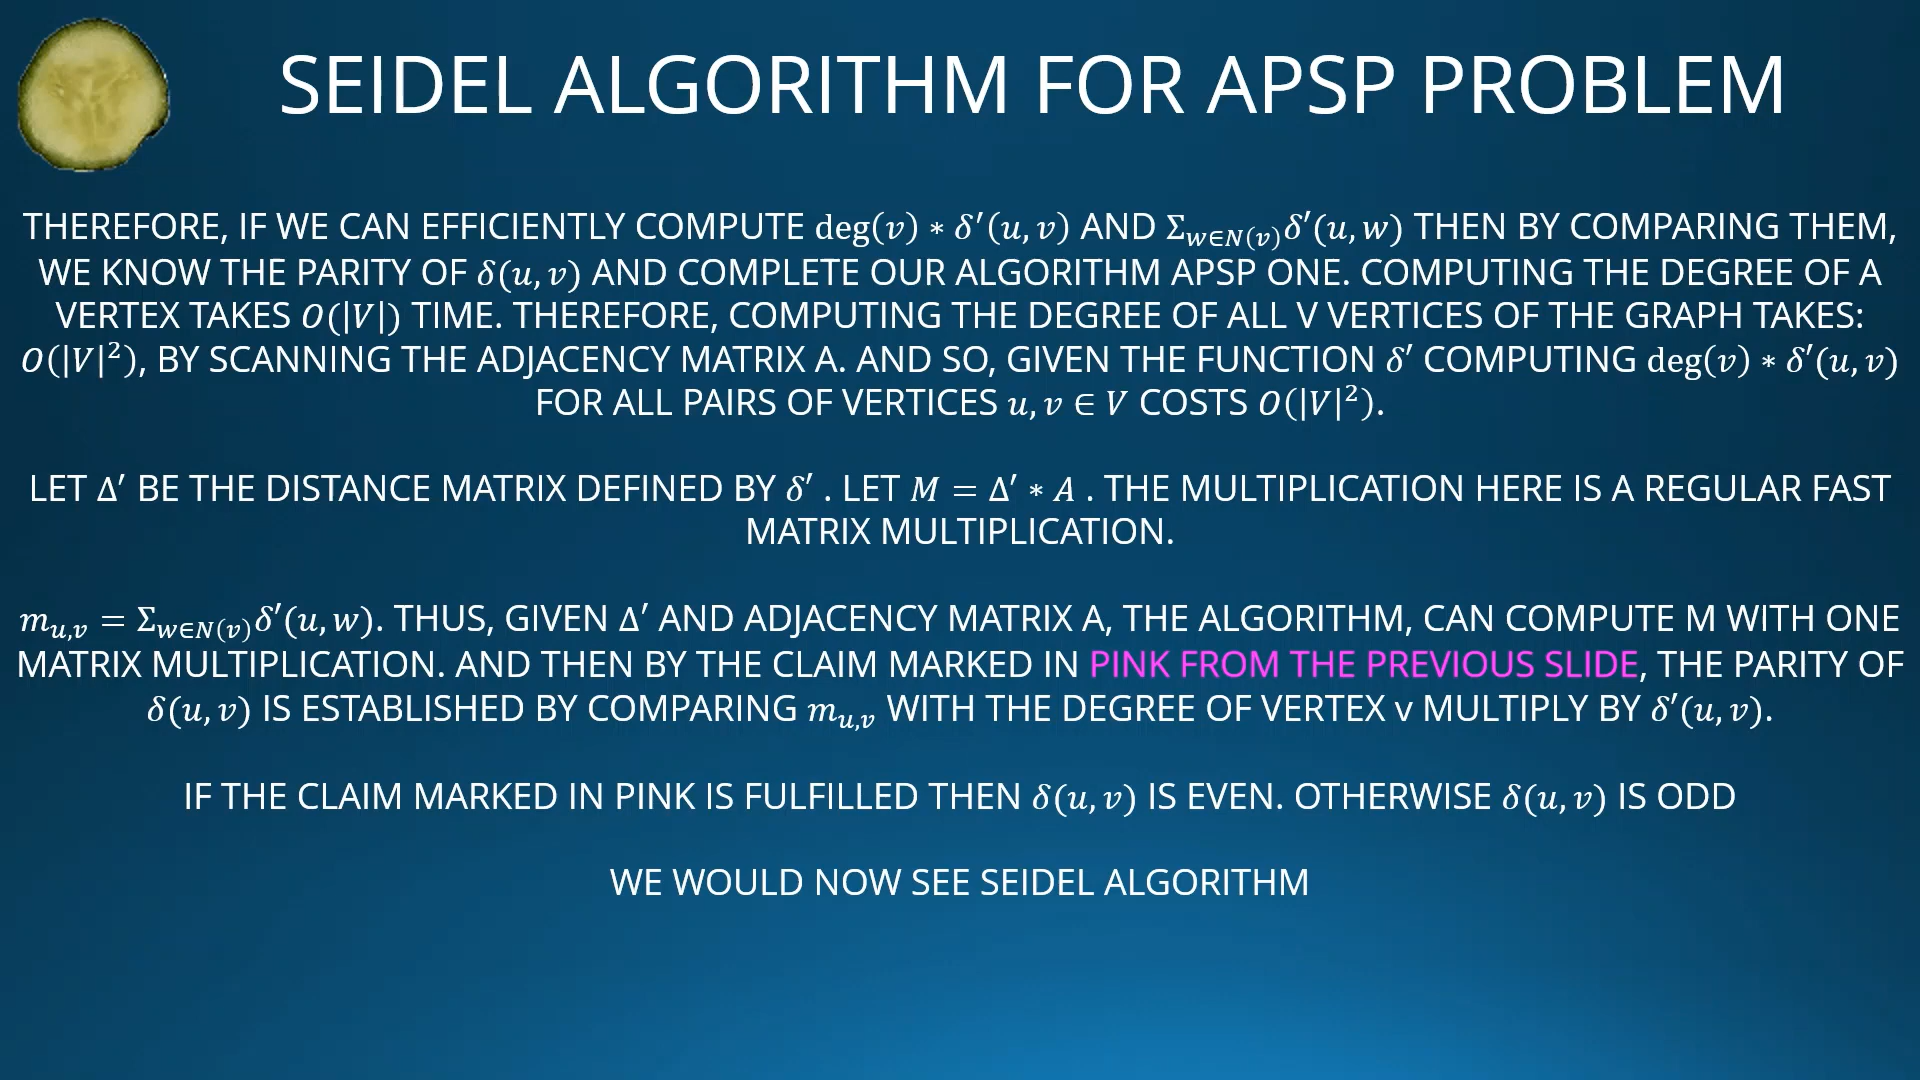 SEIDEL ALGORITHM FOR APSP PROBLEM
THEREFORE, IF WE CAN EFFICIENTLY COMPUTE deg(𝑣) ∗ 𝛿′(𝑢, 𝑣) AND Σ_{𝑤∈𝑁(𝑣)}𝛿′(𝑢, 𝑤) THEN BY COMPARING THEM,
WE KNOW THE PARITY OF 𝛿(𝑢, 𝑣) AND COMPLETE OUR ALGORITHM APSP ONE. COMPUTING THE DEGREE OF A
VERTEX TAKES 𝑂(|𝑉|) TIME. THEREFORE, COMPUTING THE DEGREE OF ALL V VERTICES OF THE GRAPH TAKES:
𝑂(|𝑉|²), BY SCANNING THE ADJACENCY MATRIX A. AND SO, GIVEN THE FUNCTION 𝛿′ COMPUTING deg(𝑣) ∗ 𝛿′(𝑢, 𝑣)
FOR ALL PAIRS OF VERTICES 𝑢, 𝑣 ∈ 𝑉 COSTS 𝑂(|𝑉|²).
LET Δ′ BE THE DISTANCE MATRIX DEFINED BY 𝛿′ . LET 𝑀 = Δ′ ∗ 𝐴 . THE MULTIPLICATION HERE IS A REGULAR FAST
MATRIX MULTIPLICATION.
𝑚_{𝑢,𝑣} = Σ_{𝑤∈𝑁(𝑣)}𝛿′(𝑢, 𝑤). THUS, GIVEN Δ′ AND ADJACENCY MATRIX A, THE ALGORITHM, CAN COMPUTE M WITH ONE
MATRIX MULTIPLICATION. AND THEN BY THE CLAIM MARKED IN PINK FROM THE PREVIOUS SLIDE, THE PARITY OF
𝛿(𝑢, 𝑣) IS ESTABLISHED BY COMPARING 𝑚_{𝑢,𝑣} WITH THE DEGREE OF VERTEX v MULTIPLY BY 𝛿′(𝑢, 𝑣).
IF THE CLAIM MARKED IN PINK IS FULFILLED THEN 𝛿(𝑢, 𝑣) IS EVEN. OTHERWISE 𝛿(𝑢, 𝑣) IS ODD
WE WOULD NOW SEE SEIDEL ALGORITHM